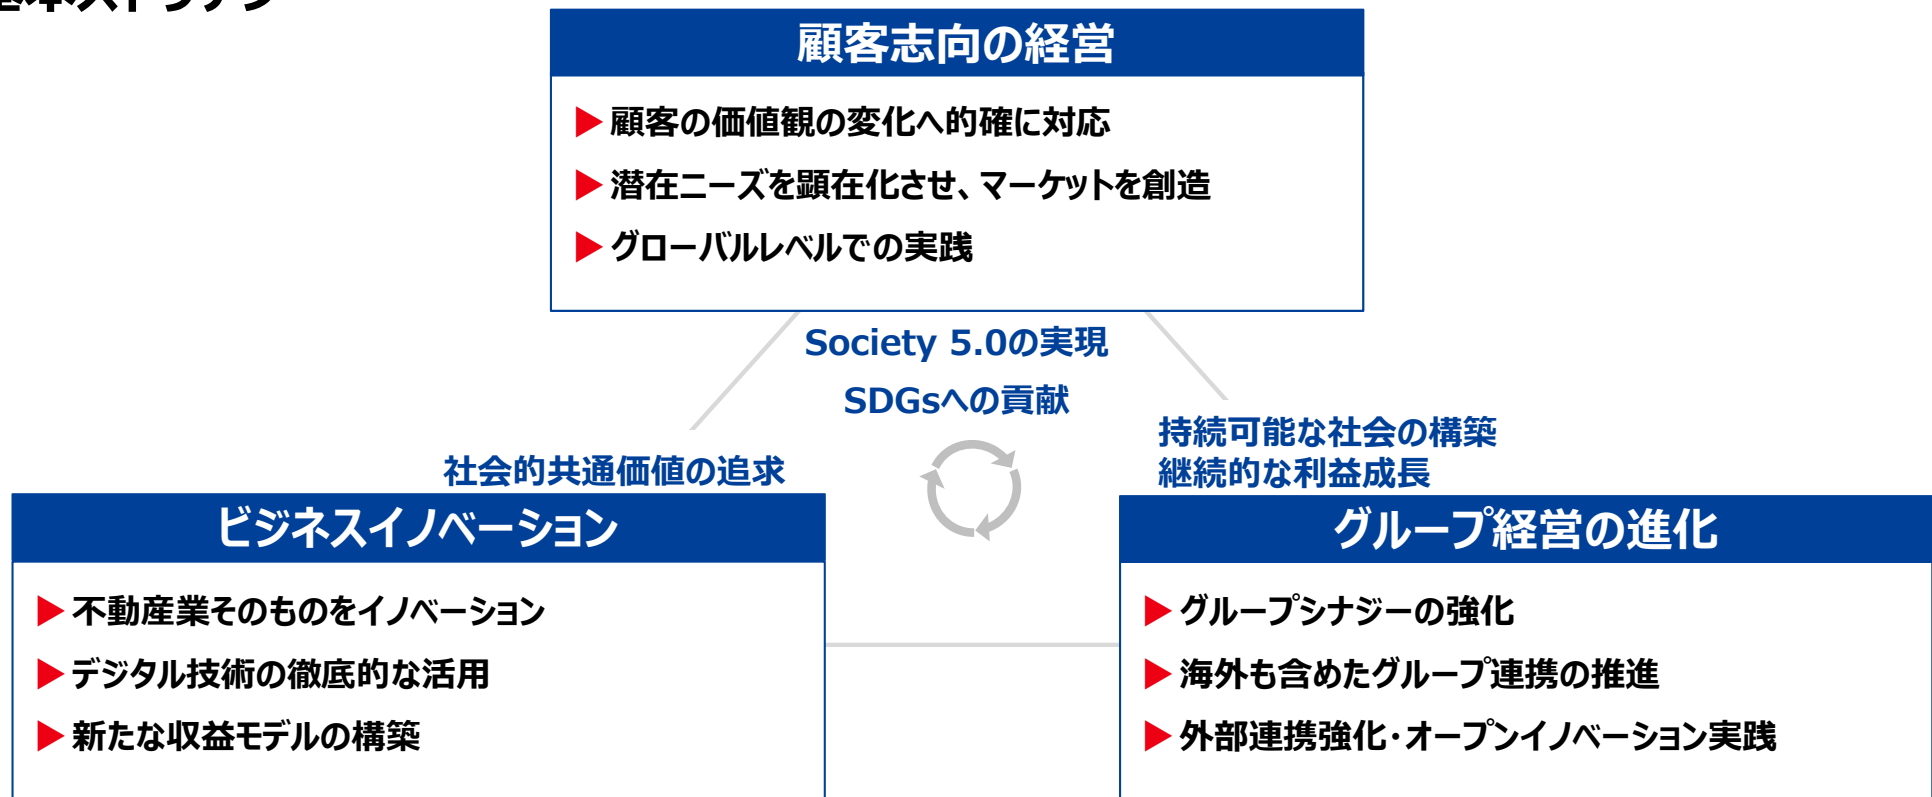 顧客志向の経営
▶顧客の価値観の変化へ的確に対応
▶潜在ニーズを顕在化させ、マーケットを創造
▶グローバルレベルでの実践
Society 5.0の実現
SDGsへの貢献
社会的共通価値の追求
持続可能な社会の構築
継続的な利益成長
ビジネスイノベーション
▶不動産業そのものをイノベーション
▶デジタル技術の徹底的な活用
▶新たな収益モデルの構築
グループ経営の進化
▶グループシナジーの強化
▶海外も含めたグループ連携の推進
▶外部連携強化・オープンイノベーション実践